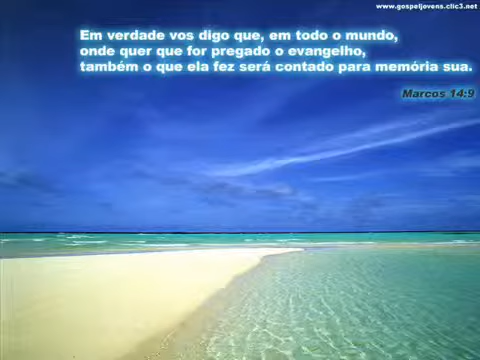 www.gospeljovens.clic3.net
Em verdade vos digo que, em todo o mundo,
onde quer que for pregado o evangelho,
também o que ela fez será contado para memória sua.
Marcos 14:9